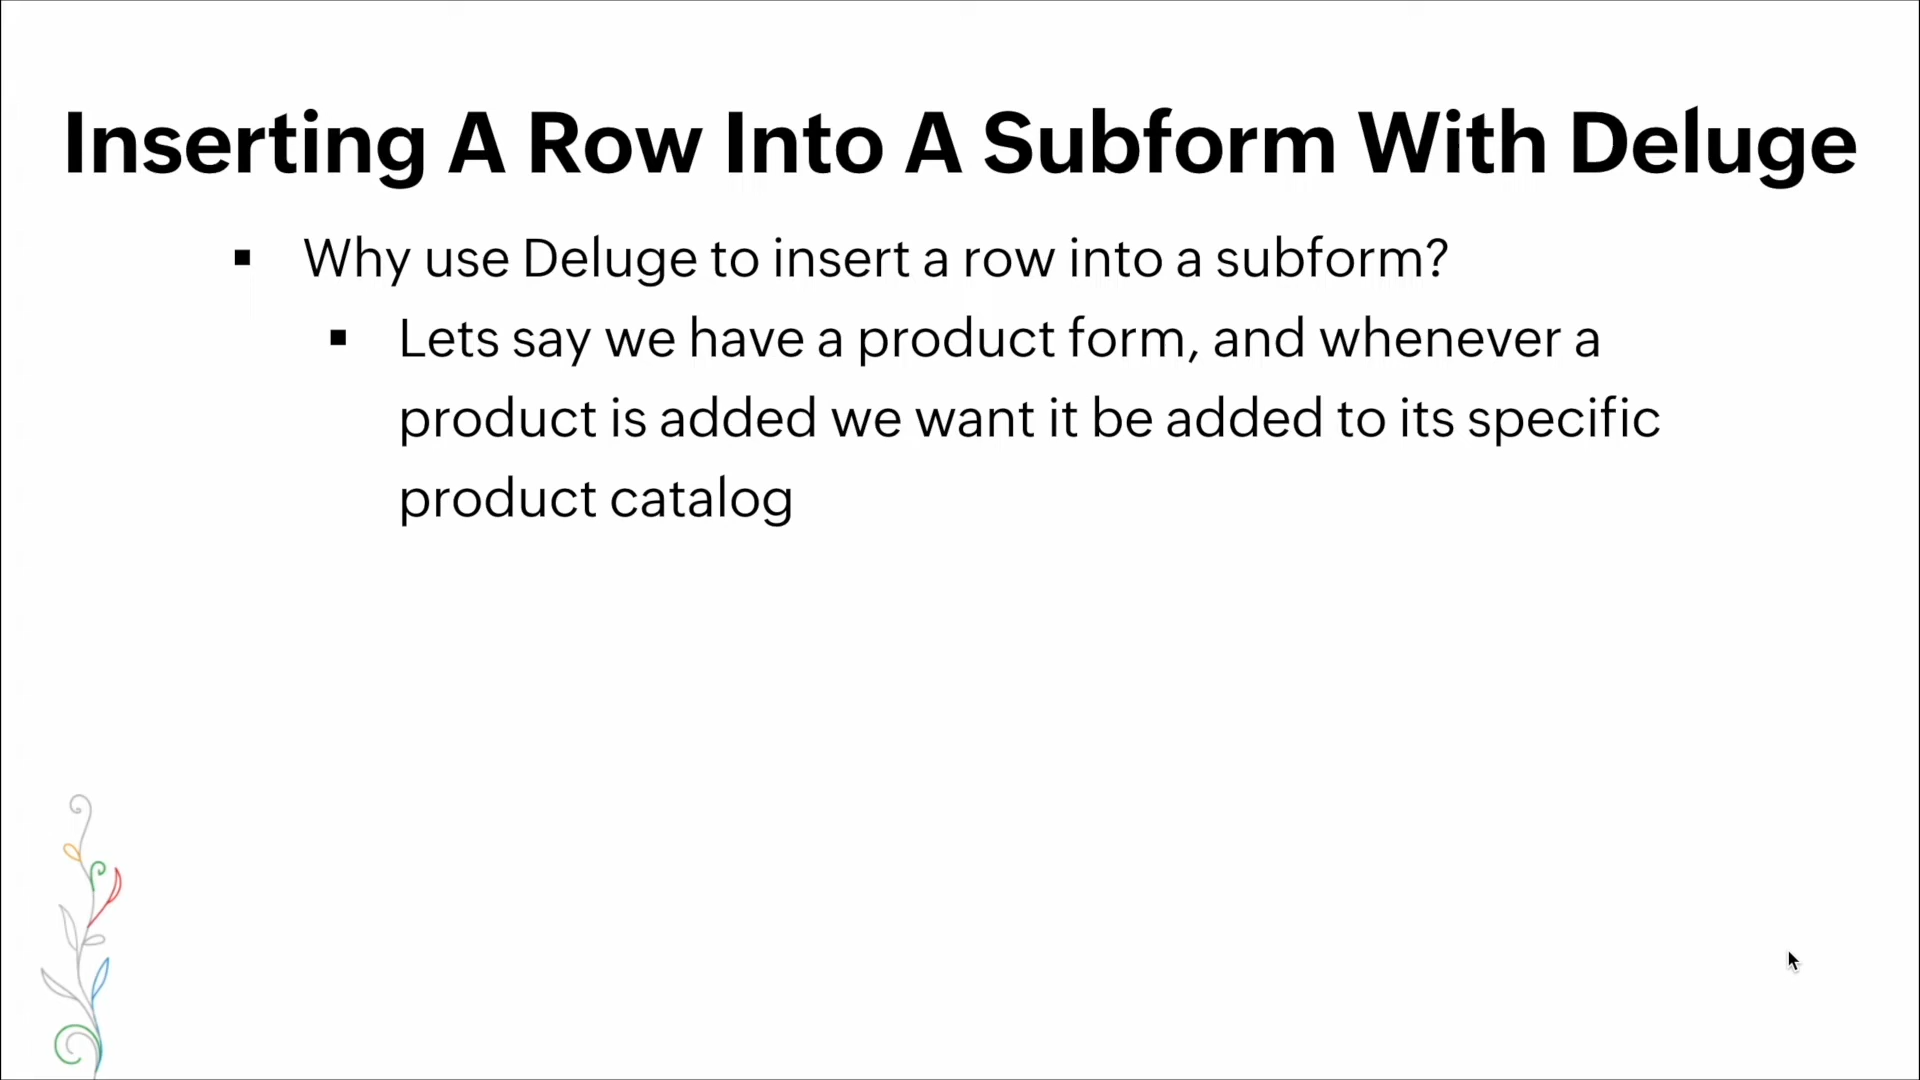 Inserting A Row Into A Subform With Deluge
▪ Why use Deluge to insert a row into a subform?
▪ Lets say we have a product form, and whenever a
product is added we want it be added to its specific
product catalog